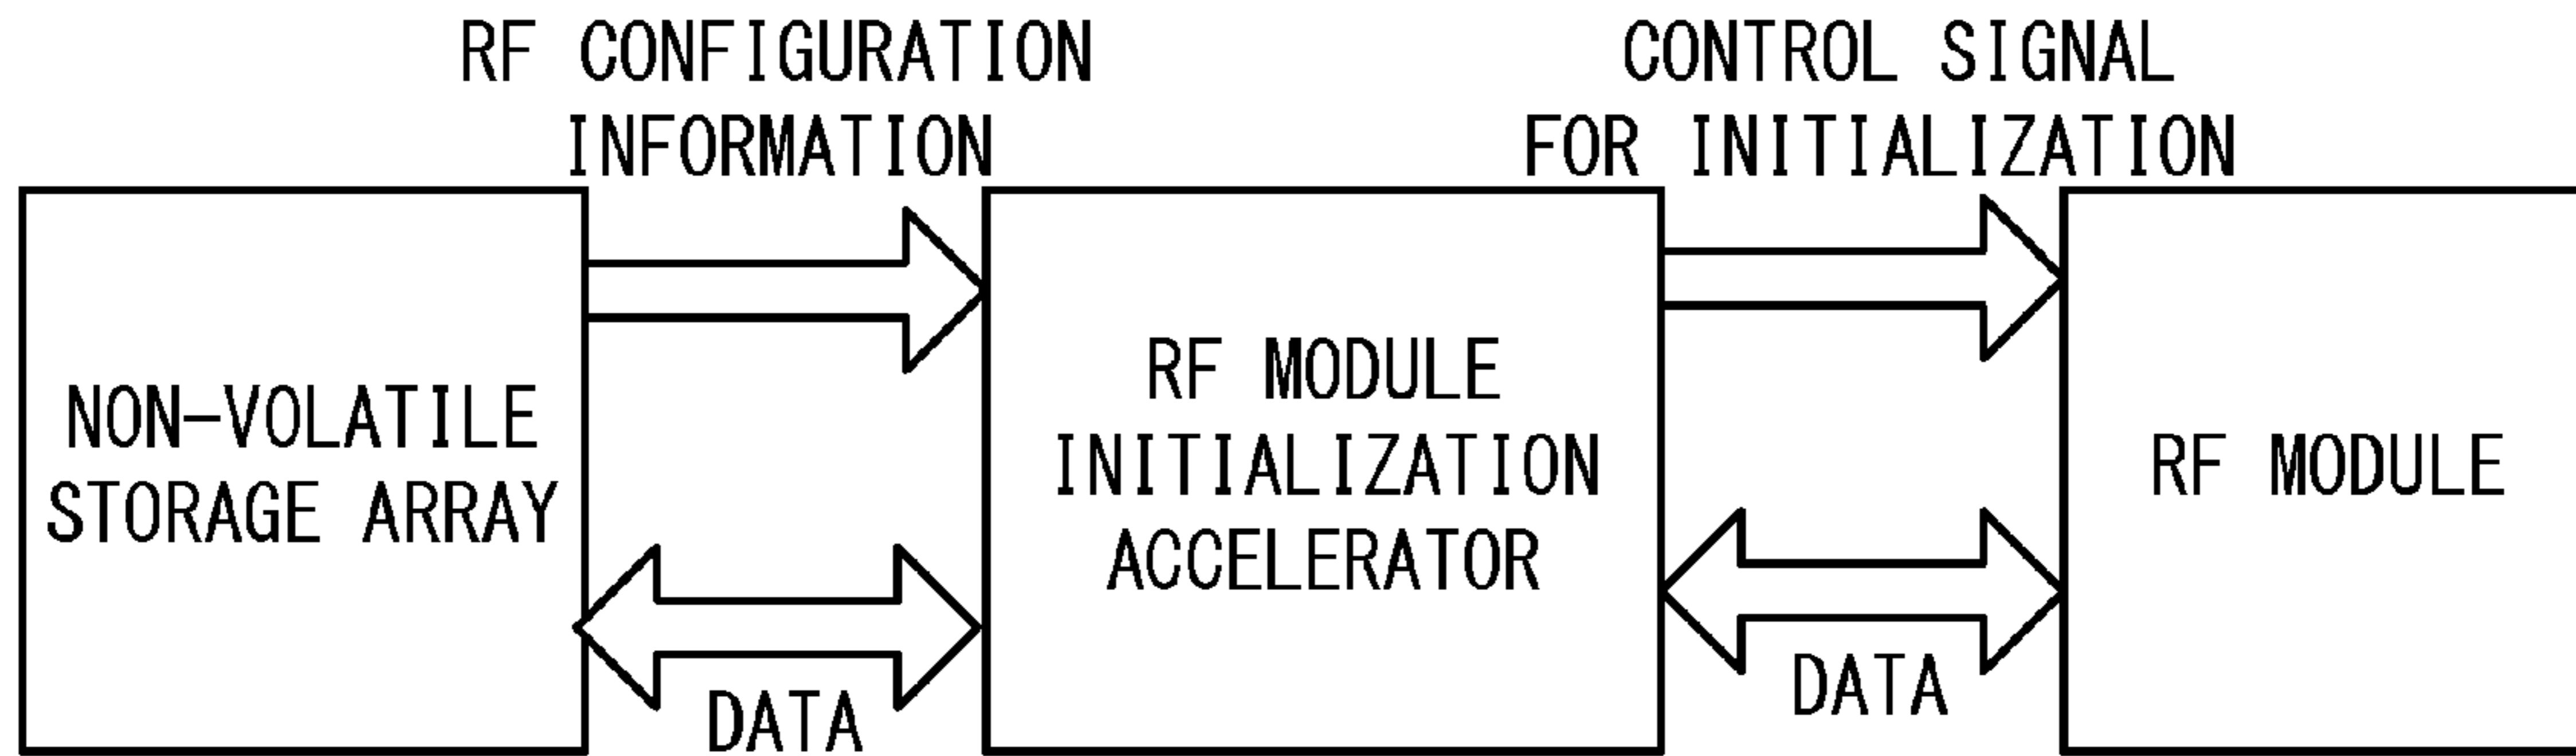 RF CONFIGURATION
INFORMATION
CONTROL SIGNAL
FOR INITIALIZATION
NON-VOLATILE
STORAGE ARRAY
RF MODULE
INITIALIZATION
ACCELERATOR
RF MODULE
DATA
DATA